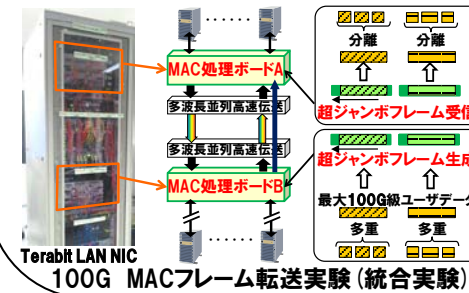 MAC処理ボードA
多波長並列高速伝送
多波長並列高速伝送
MAC処理ボードB
Terabit LAN NIC
分離 分離
超ジャンボフレーム受信
超ジャンボフレーム生成
最大100G級ユーザデータ
多重 多重
100G MACフレーム転送実験(統合実験)